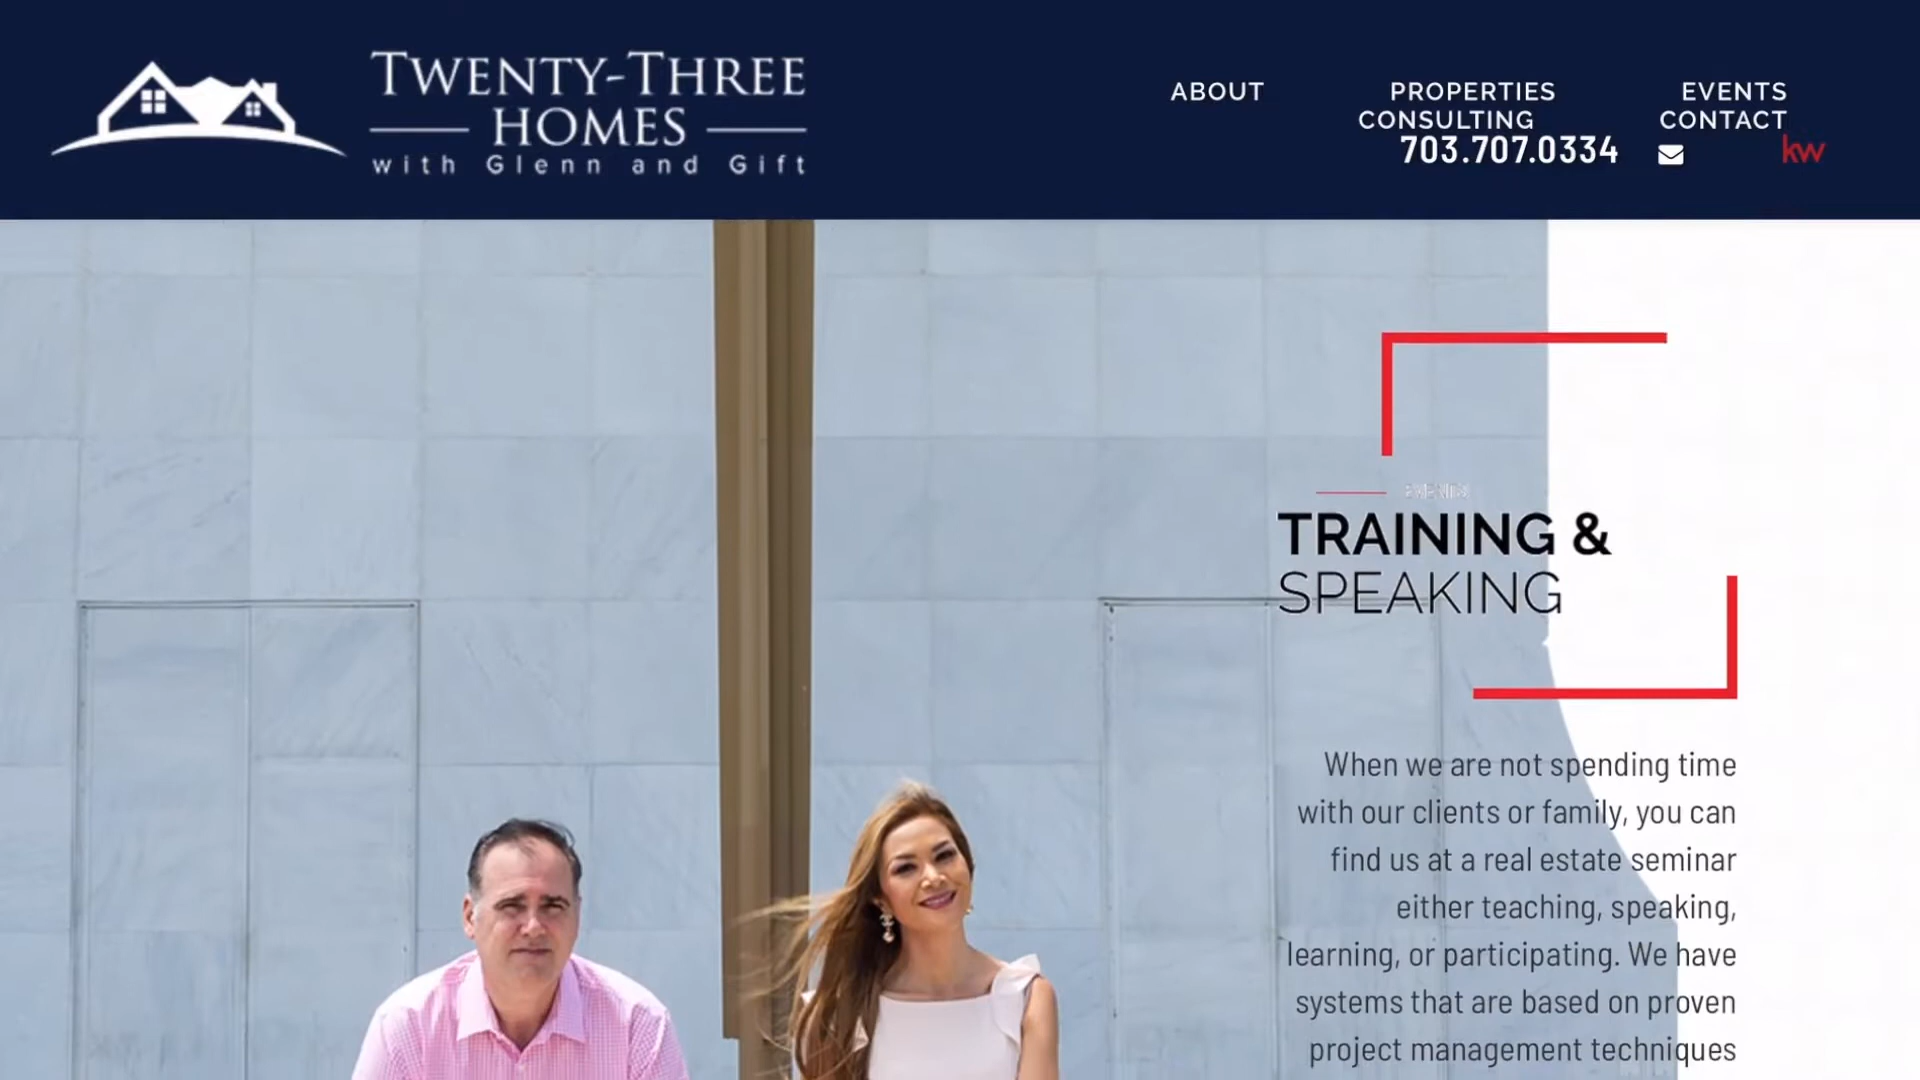 TWENTY-THREE
HOMES
with Glenn and Gift
ABOUT PROPERTIES EVENTS
CONSULTING CONTACT
703.707.0334
kw
EVENTS
TRAINING &
SPEAKING
When we are not spending time
with our clients or family, you can
find us at a real estate seminar
either teaching, speaking,
learning, or participating. We have
systems that are based on proven
project management techniques